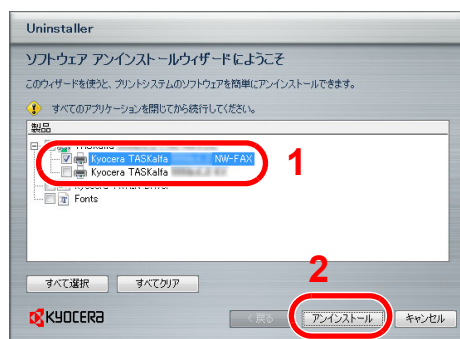 Uninstaller
ソフトウェア アンインストールウィザードにようこそ
このウィザードを使うと、プリントシステムのソフトウェアを簡単にアンインストールできます。
すべてのアプリケーションを閉じてから続行してください。
製品
TASKalfa
Kyocera TASKalfa NW-FAX
1
Kyocera TASKalfa
Kyocera TWAIN Driver
Fonts
すべて選択 すべてクリア
2
KYOCERA
< 戻る アンインストール キャンセル